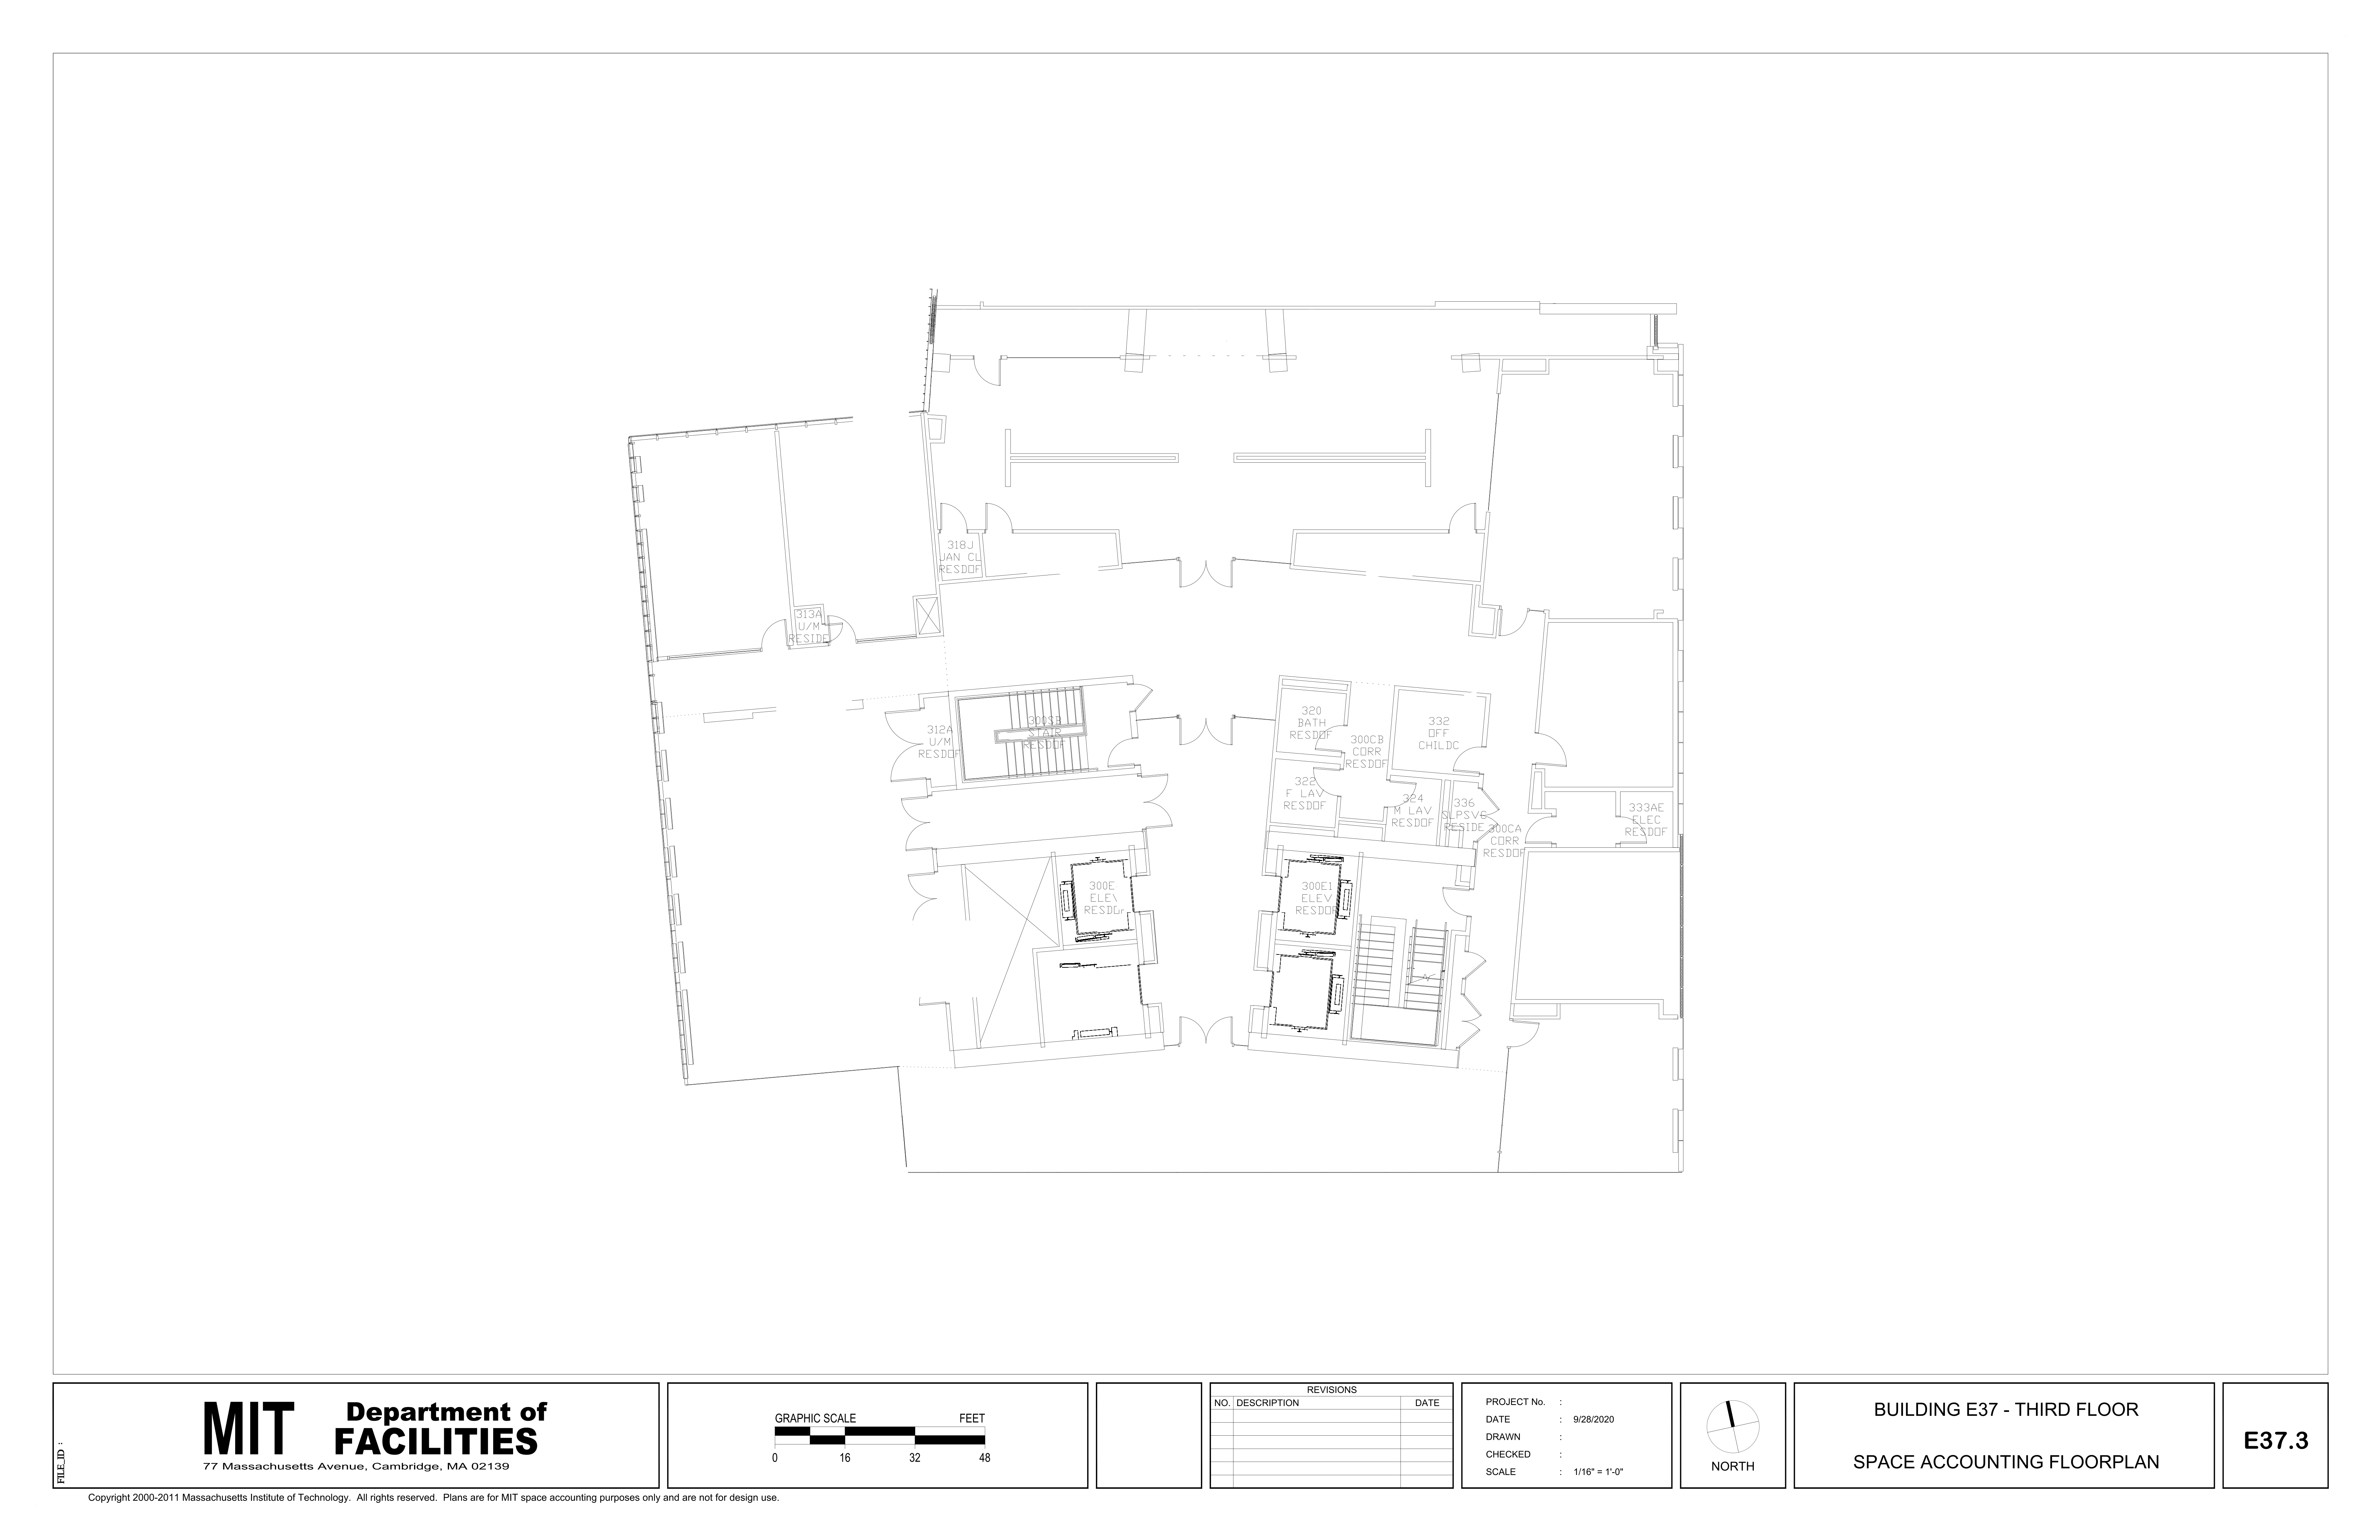 318J
JAN CL
RESDOF
313A
U/M
RESIDE
312A
U/M
RESDOF
300SB
STAIR
RESDOF
320
BATH
RESDOF
300CB
CORR
RESDOF
332
OFF
CHILDC
322
F LAV
RESDOF
324
M LAV
RESDOF
336
SLPSVC
RESIDE
300CA
CORR
RESDOF
333AE
ELEC
RESDOF
300E
ELEV
RESDOF
300E1
ELEV
RESDOF
FILE_ID :
MIT Department of
FACILITIES
77 Massachusetts Avenue, Cambridge, MA 02139
GRAPHIC SCALE FEET
0 16 32 48
REVISIONS
NO. DESCRIPTION DATE
PROJECT No. :
DATE : 9/28/2020
DRAWN :
CHECKED :
SCALE : 1/16" = 1'-0"
NORTH
BUILDING E37 - THIRD FLOOR
SPACE ACCOUNTING FLOORPLAN
E37.3
Copyright 2000-2011 Massachusetts Institute of Technology. All rights reserved. Plans are for MIT space accounting purposes only and are not for design use.